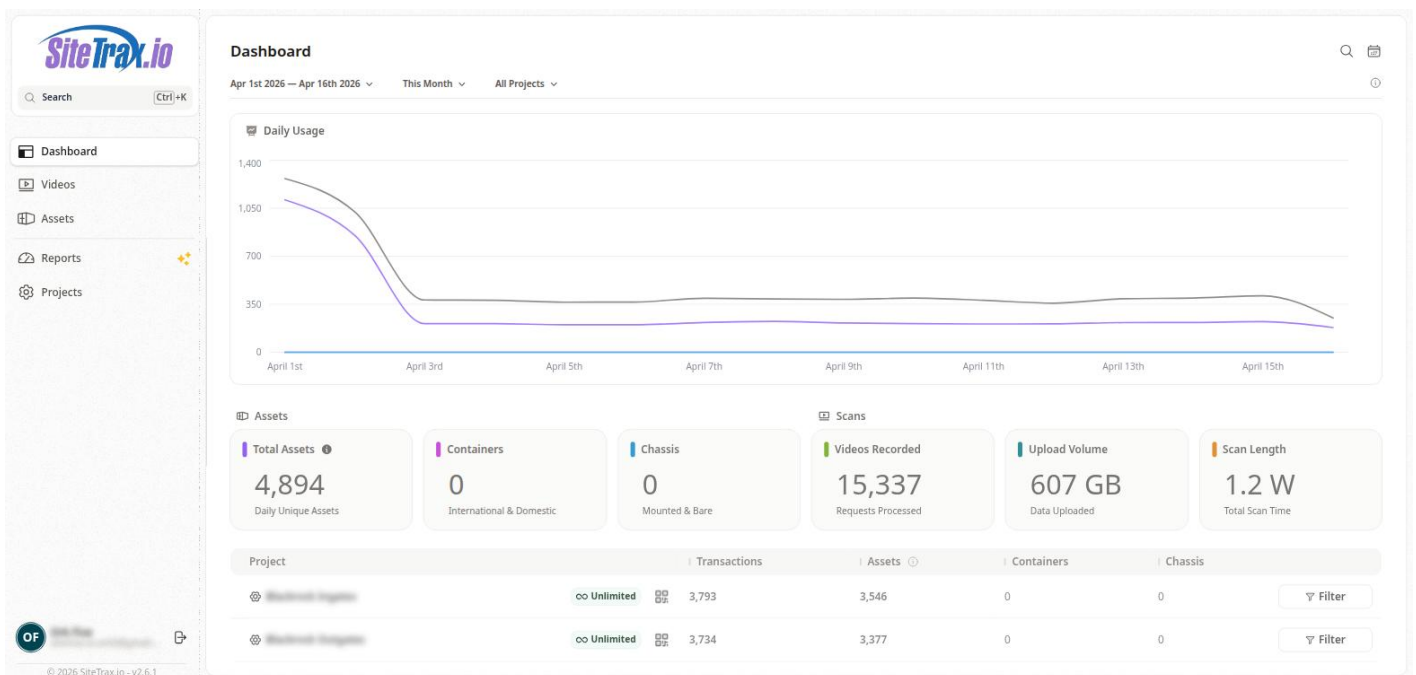 SiteTrax.io
Search Ctrl+K
Dashboard
Videos
Assets
Reports
Projects
OF
© 2026 SiteTrax.io - v2.6.1
Dashboard
Apr 1st 2026 — Apr 16th 2026 This Month All Projects
Daily Usage
1,400
1,050
700
350
0
April 1st April 3rd April 5th April 7th April 9th April 11th April 13th April 15th
Assets Scans
Total Assets Containers Chassis Videos Recorded Upload Volume Scan Length
4,894 0 0 15,337 607 GB 1.2 W
Daily Unique Assets International & Domestic Mounted & Bare Requests Processed Data Uploaded Total Scan Time
Project Transactions Assets Containers Chassis
Unlimited 3,793 3,546 0 0 Filter
Unlimited 3,734 3,377 0 0 Filter